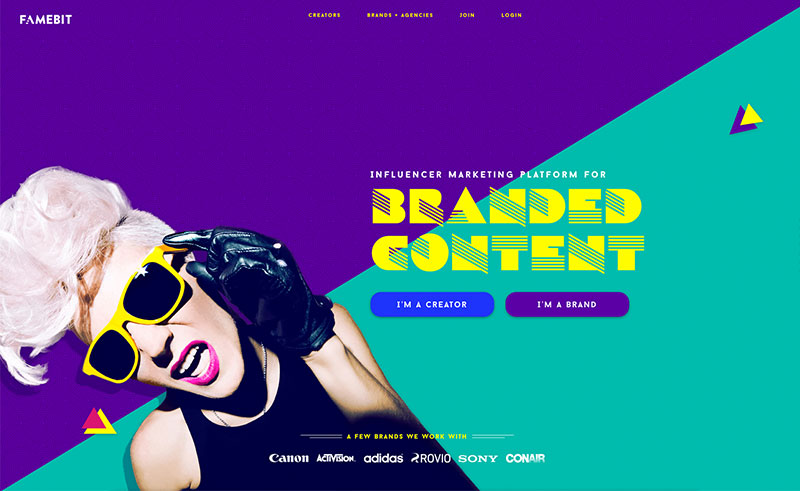 FAMEBIT
CREATORS BRANDS + AGENCIES JOIN LOGIN
INFLUENCER MARKETING PLATFORM FOR
BRANDED
CONTENT
I'M A CREATOR I'M A BRAND
A FEW BRANDS WE WORK WITH
Canon ACTIVISION. adidas ROVIO SONY CONAIR